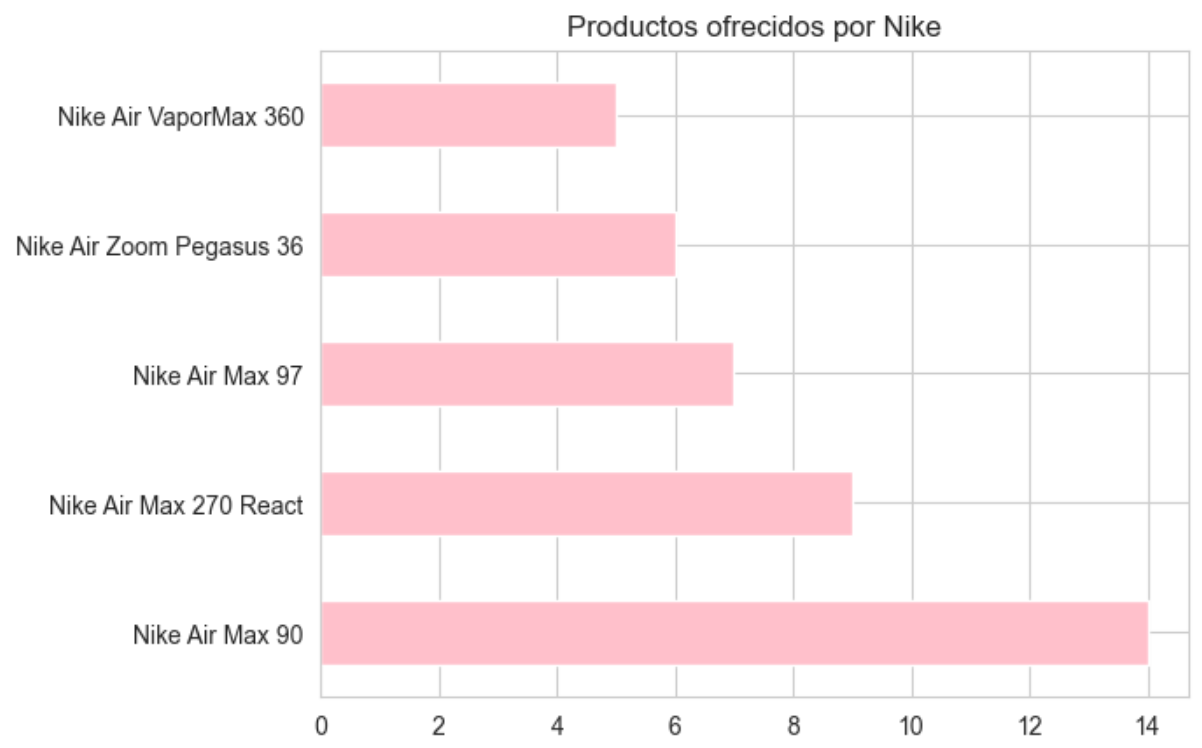 Productos ofrecidos por Nike
Nike Air VaporMax 360
Nike Air Zoom Pegasus 36
Nike Air Max 97
Nike Air Max 270 React
Nike Air Max 90
0 2 4 6 8 10 12 14